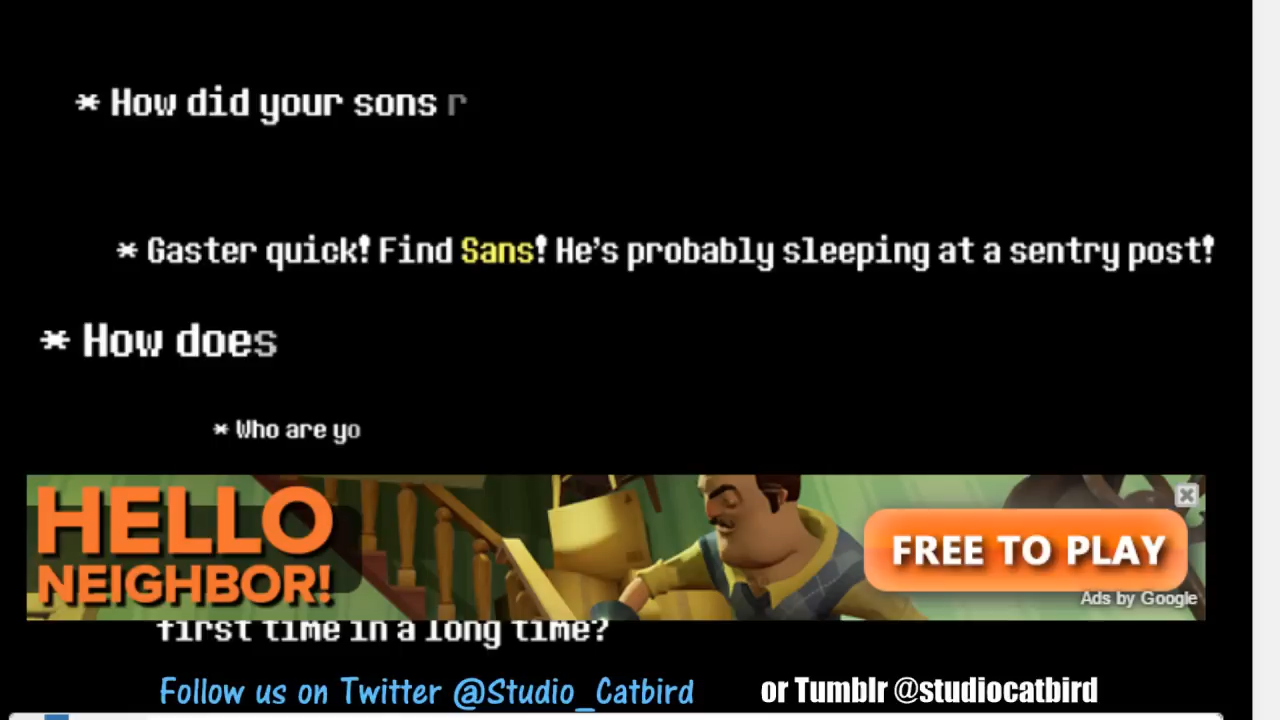 * How did your sons r
* Gaster quick! Find Sans! He's probably sleeping at a sentry post!
* How does
* Who are yo
HELLO
NEIGHBOR!
FREE TO PLAY
Ads by Google
first time in a long time?
Follow us on Twitter @Studio_Catbird
or Tumblr @studiocatbird